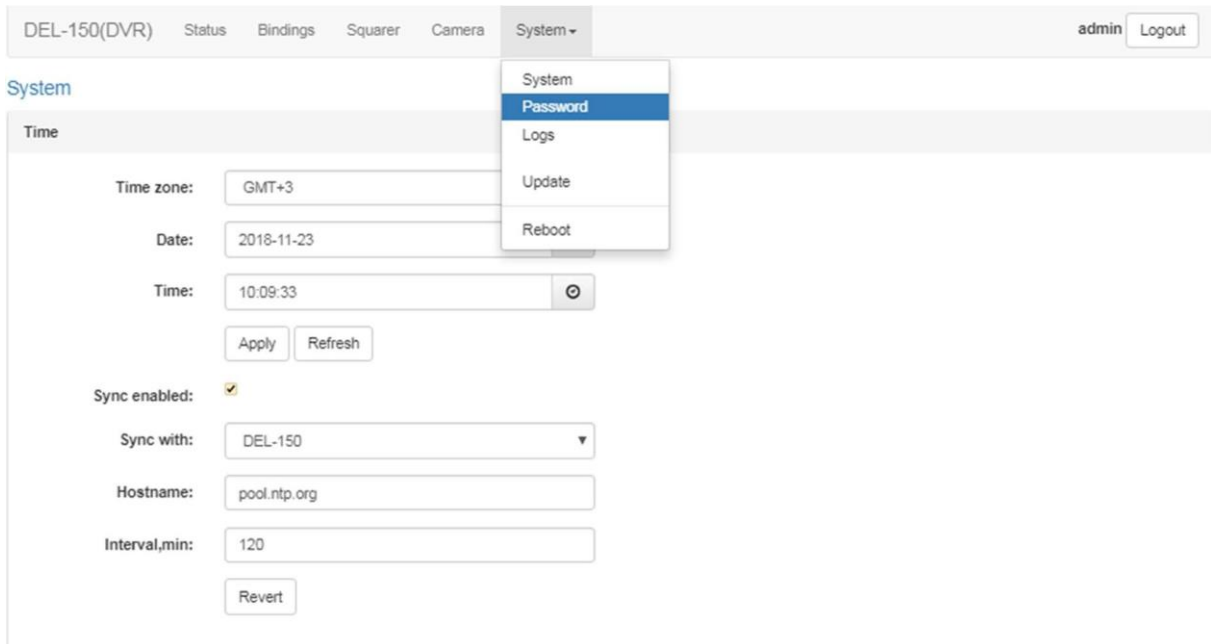 DEL-150(DVR) Status Bindings Squarer Camera System admin Logout
System
Password
Logs
Update
Reboot
System
Time
Time zone: GMT+3
Date: 2018-11-23
Time: 10:09:33
Apply Refresh
Sync enabled:
Sync with: DEL-150
Hostname: pool.ntp.org
Interval,min: 120
Revert